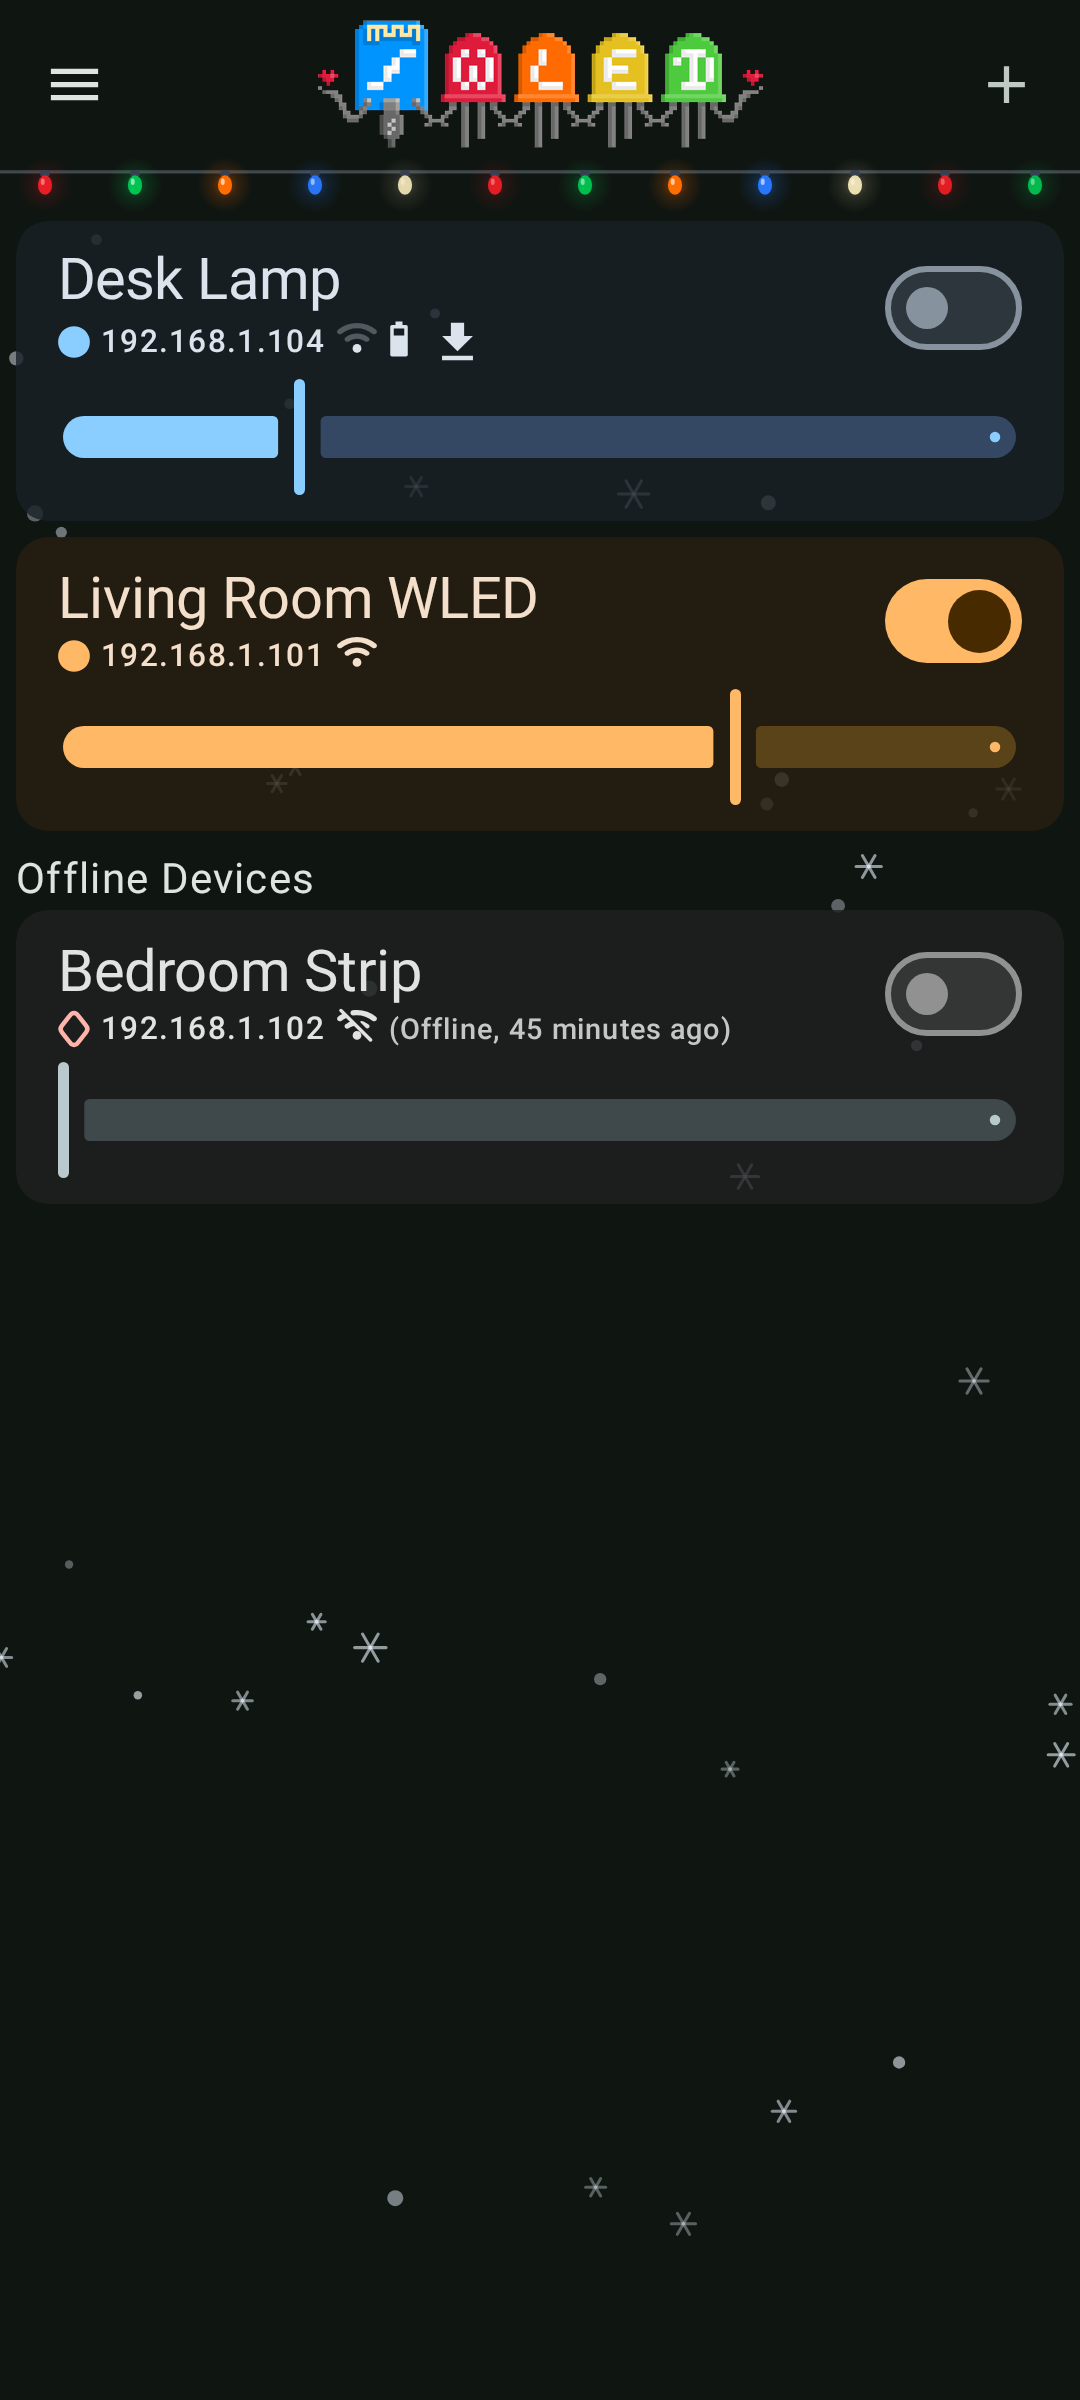 WLED
Desk Lamp
192.168.1.104
Living Room WLED
192.168.1.101
Offline Devices
Bedroom Strip
192.168.1.102 (Offline, 45 minutes ago)